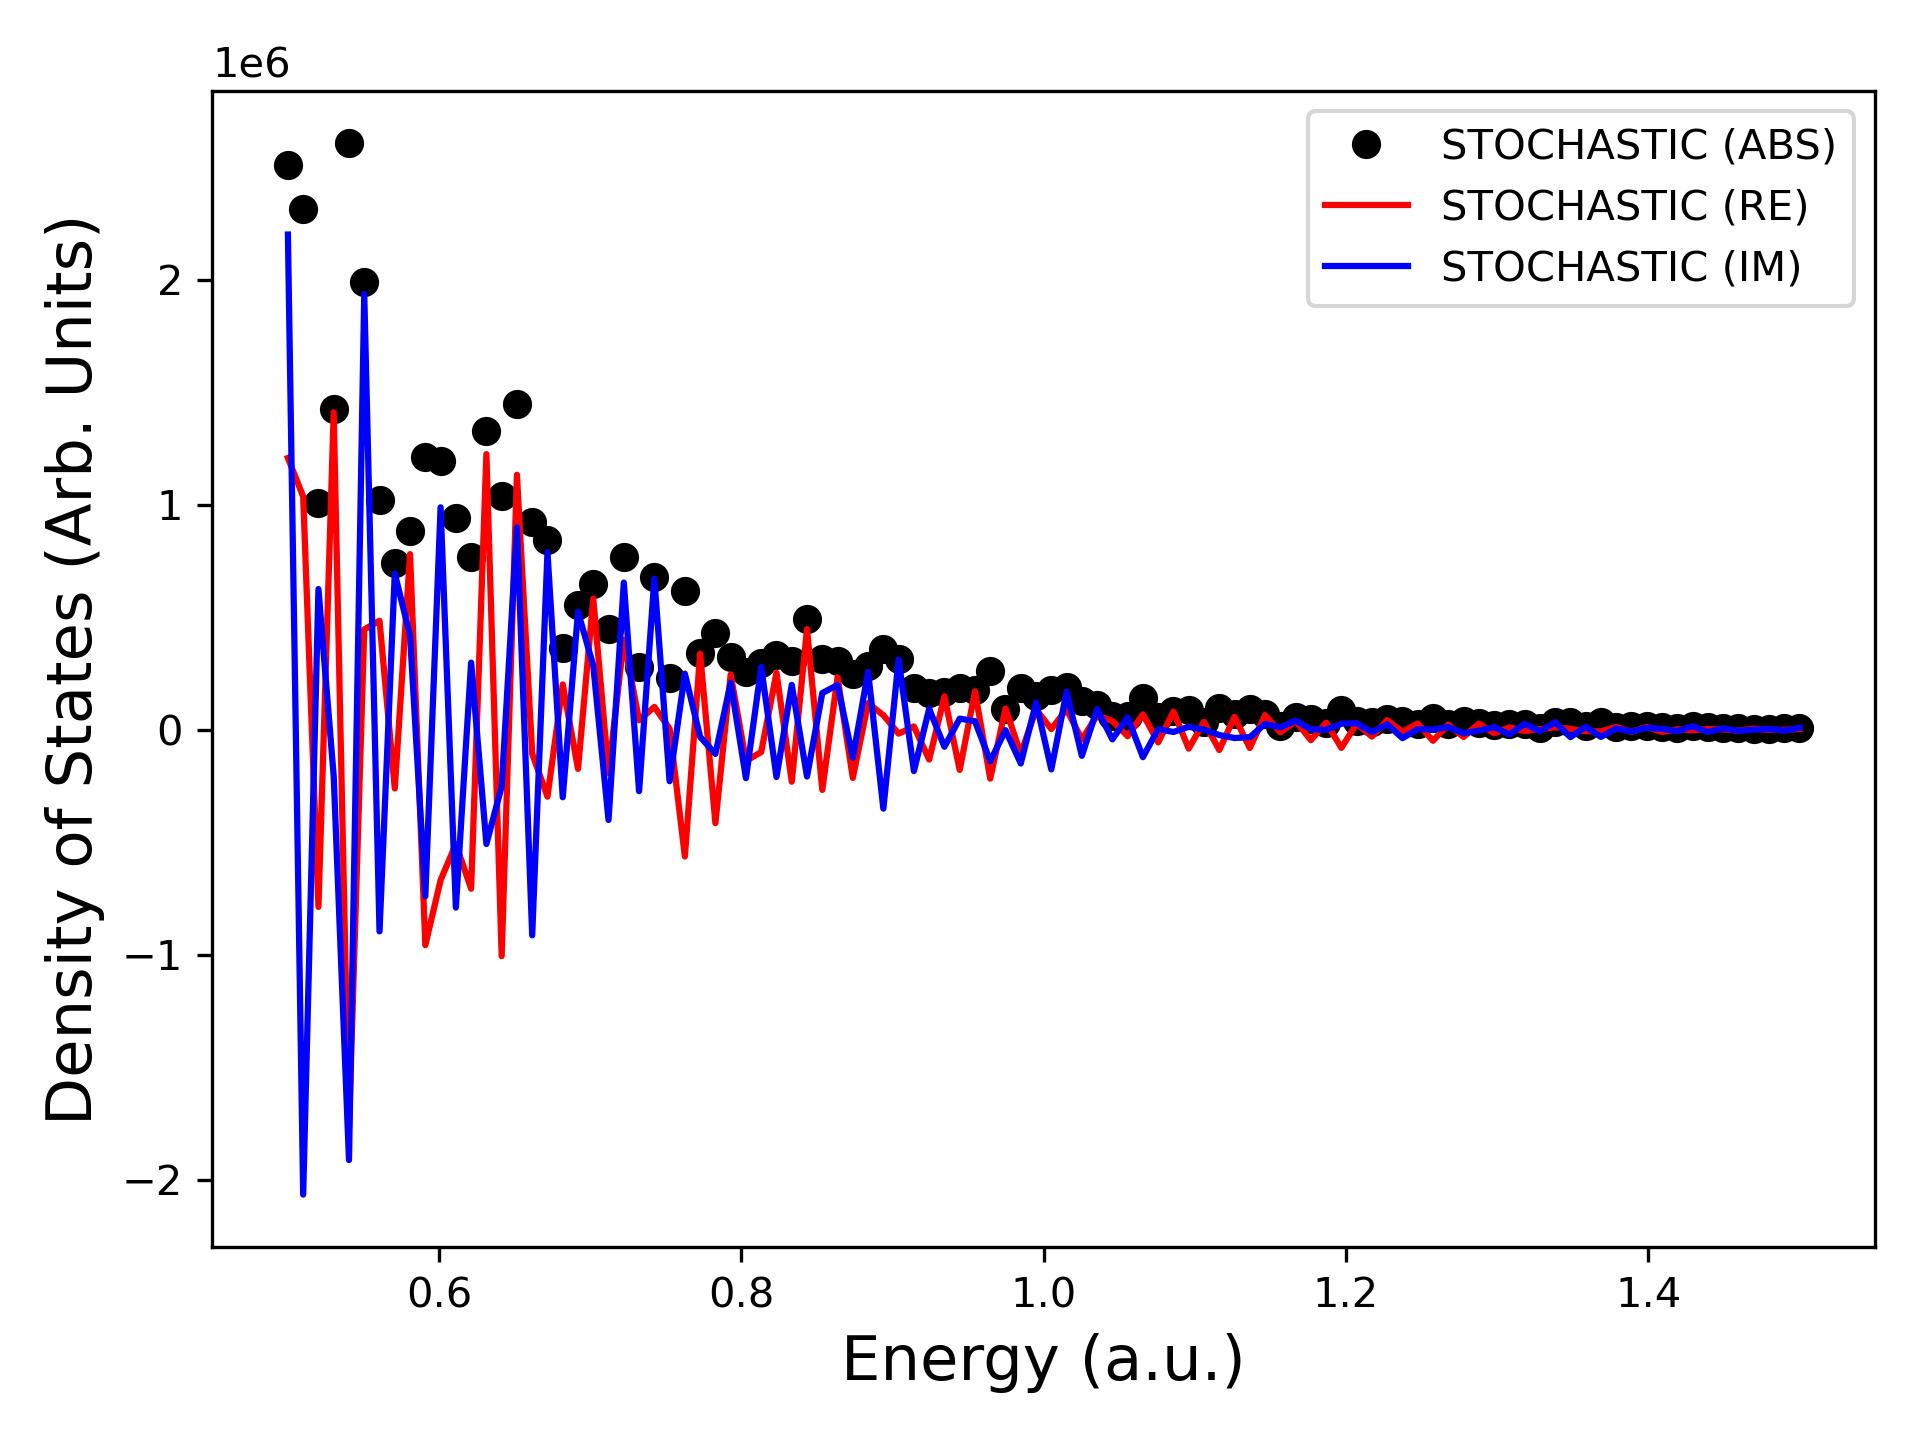 1e6
STOCHASTIC (ABS)
STOCHASTIC (RE)
STOCHASTIC (IM)
Density of States (Arb. Units)
2
1
0
−1
−2
0.6 0.8 1.0 1.2 1.4
Energy (a.u.)